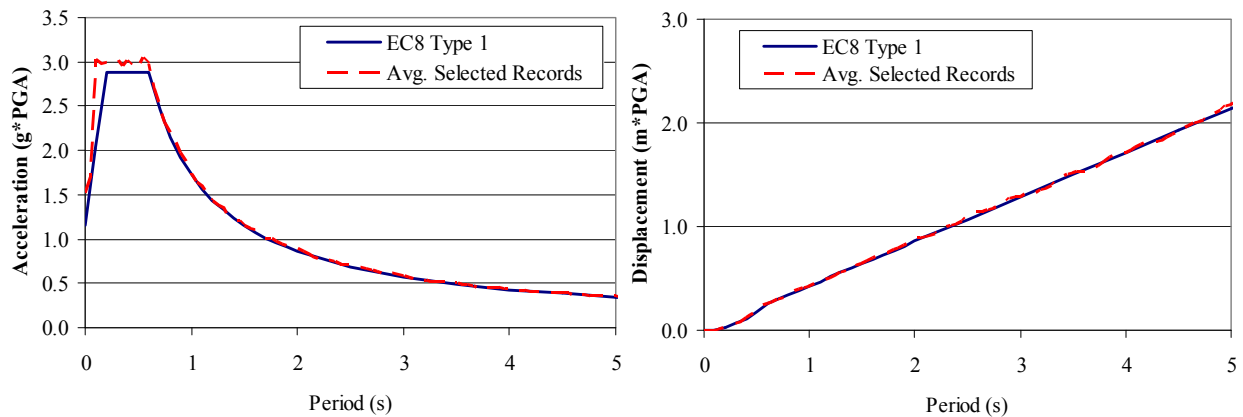 Acceleration (g*PGA)
3.5
3.0
2.5
2.0
1.5
1.0
0.5
0.0
EC8 Type 1
Avg. Selected Records
0 1 2 3 4 5
Period (s)
Displacement (m*PGA)
3.0
2.0
1.0
0.0
EC8 Type 1
Avg. Selected Records
0 1 2 3 4 5
Period (s)